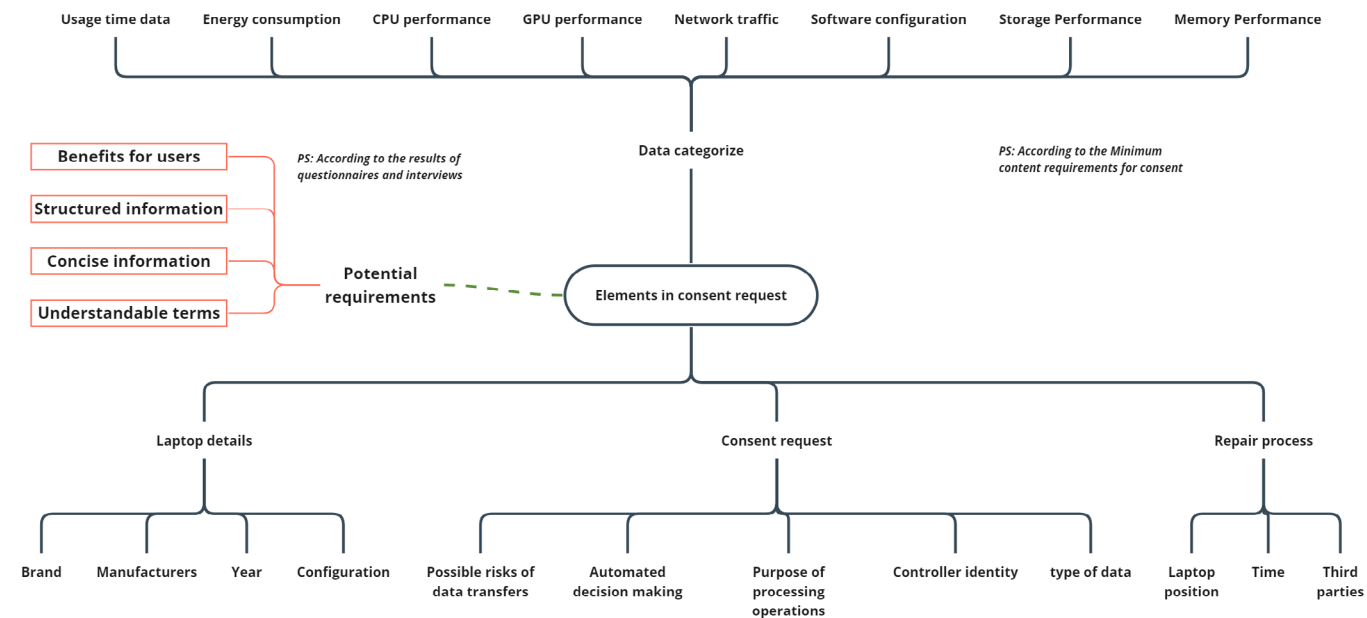 Usage time data
Energy consumption
CPU performance
GPU performance
Network traffic
Software configuration
Storage Performance
Memory Performance
Data categorize
Benefits for users
Structured information
Concise information
Understandable terms
PS: According to the results of
questionnaires and interviews
PS: According to the Minimum
content requirements for consent
Potential
requirements
Elements in consent request
Laptop details
Consent request
Repair process
Brand
Manufacturers
Year
Configuration
Possible risks of
data transfers
Automated
decision making
Purpose of
processing
operations
Controller identity
type of data
Laptop
position
Time
Third
parties